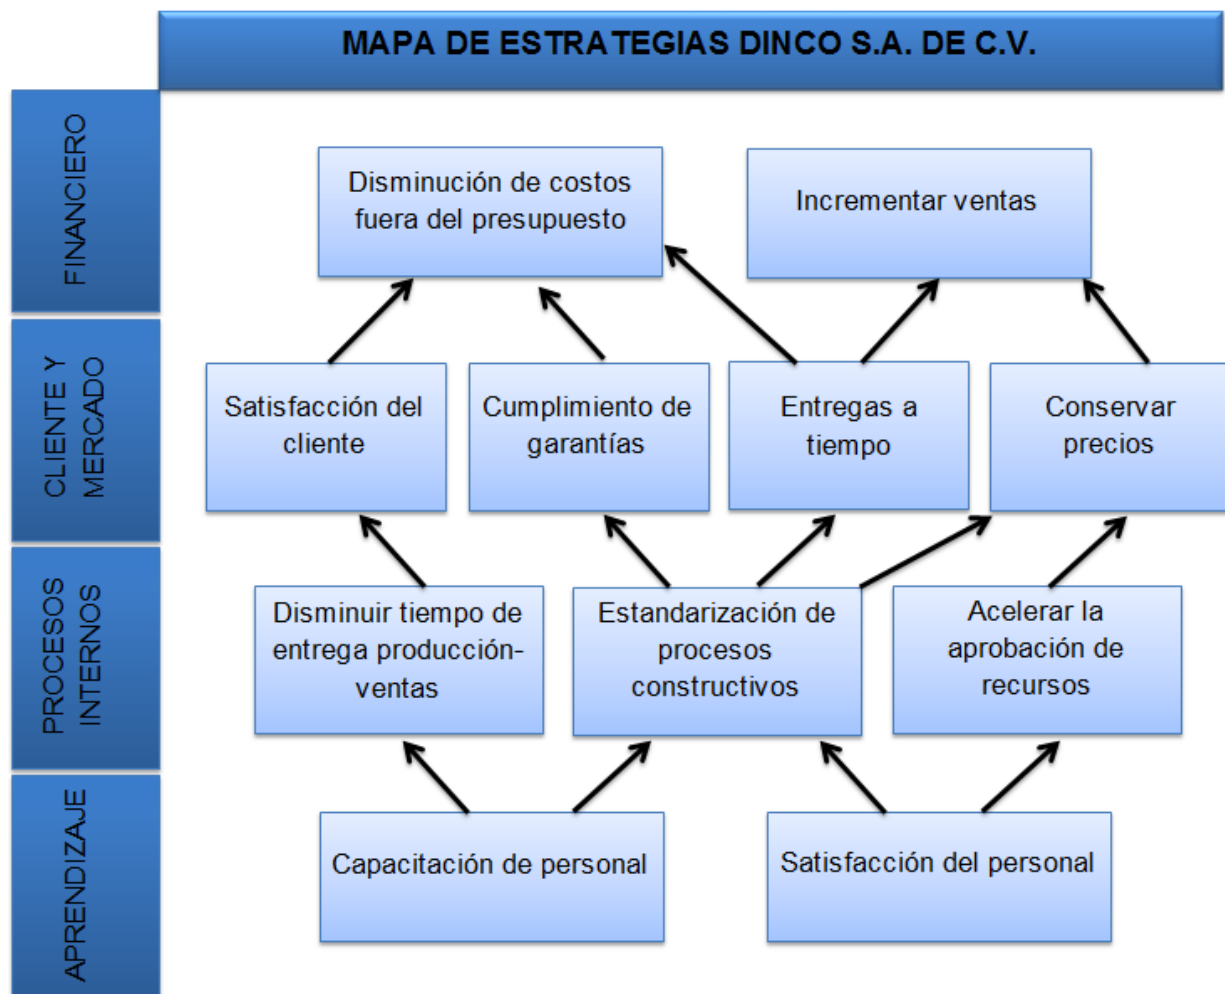 MAPA DE ESTRATEGIAS DINCO S.A. DE C.V.
FINANCIERO
Disminución de costos
fuera del presupuesto
Incrementar ventas
CLIENTE Y
MERCADO
Satisfacción del
cliente
Cumplimiento de
garantías
Entregas a
tiempo
Conservar
precios
PROCESOS
INTERNOS
Disminuir tiempo de
entrega producción-
ventas
Estandarización de
procesos
constructivos
Acelerar la
aprobación de
recursos
APRENDIZAJE
Capacitación de personal
Satisfacción del personal